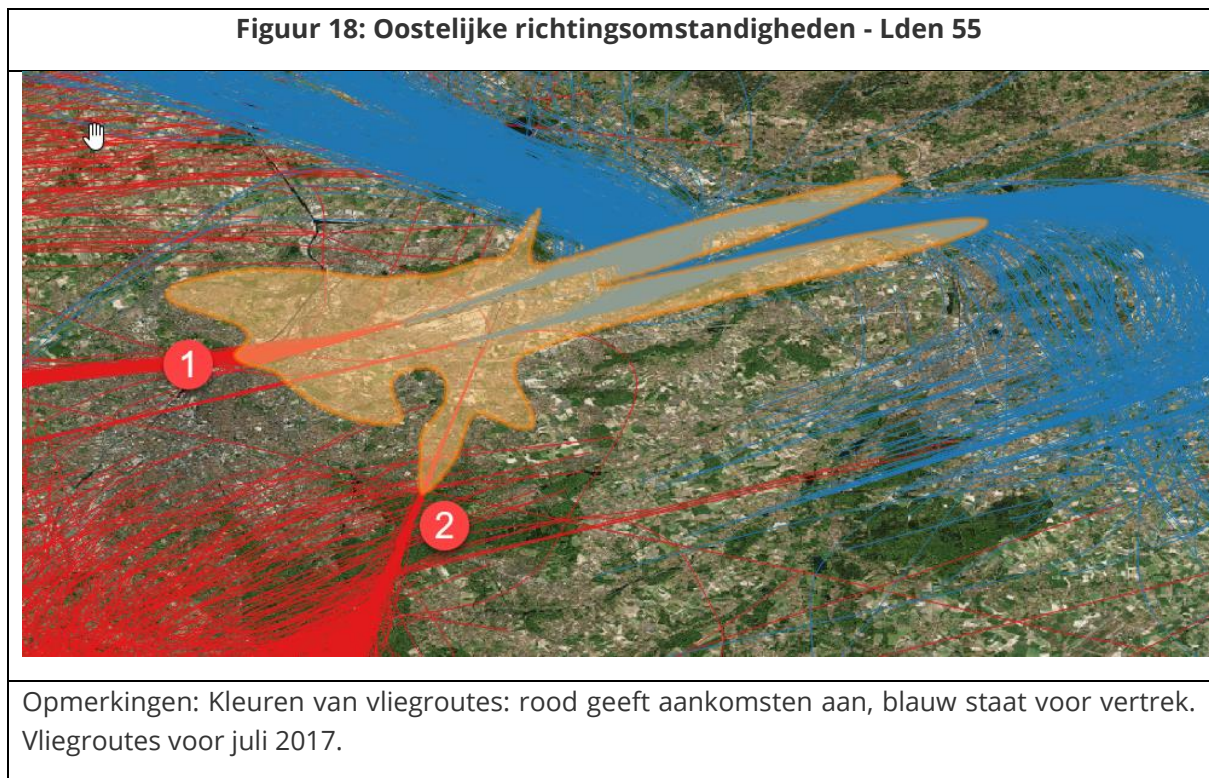 Figuur 18: Oostelijke richtingsomstandigheden - Lden 55
1
2
Opmerkingen: Kleuren van vliegroutes: rood geeft aankomsten aan, blauw staat voor vertrek.
Vliegroutes voor juli 2017.